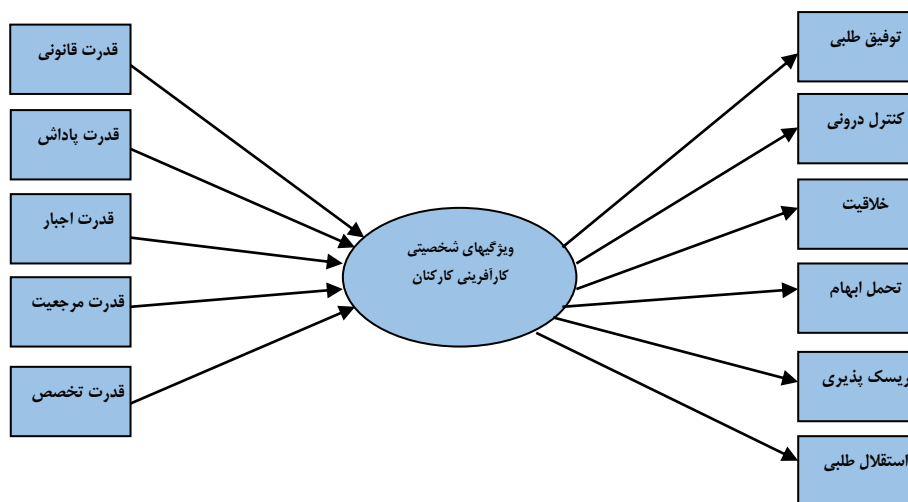 قدرت قانونی
قدرت پاداش
قدرت اجبار
قدرت مرجعیت
قدرت تخصص
ویژگیهای شخصیتی
کارآفرینی کارکنان
توفیق طلبی
کنترل درونی
خلاقیت
تحمل ابهام
ریسک پذیری
استقلال طلبی